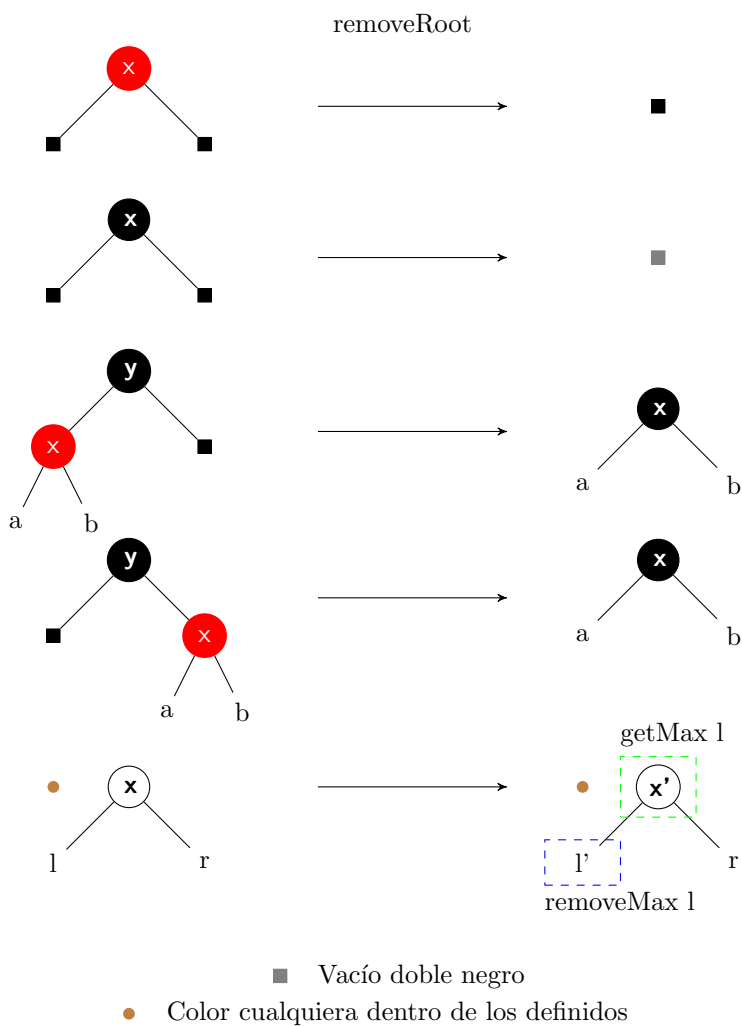 removeRoot
x
x
y
x
x
a b
a b
y
x
x
a b
a b
getMax l
x x'
l r l' r
removeMax l
Vacío doble negro
Color cualquiera dentro de los definidos